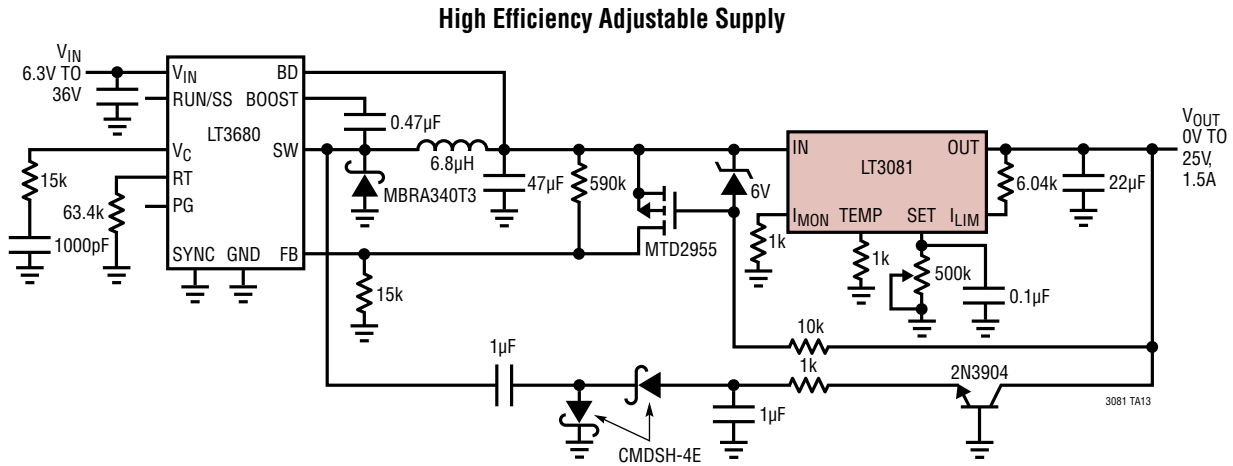 High Efficiency Adjustable Supply
VIN
6.3V TO
36V
VIN
BD
RUN/SS
BOOST
LT3680
0.47µF
VC
SW
6.8µH
15k
RT
63.4k
PG
1000pF
SYNC
GND
FB
MBRA340T3
47µF
590k
6V
MTD2955
15k
IN
OUT
LT3081
IMON
TEMP
SET
ILIM
1k
1k
500k
0.1µF
6.04k
22µF
VOUT
0V TO
25V,
1.5A
10k
1µF
1k
2N3904
1µF
CMDSH-4E
3081 TA13